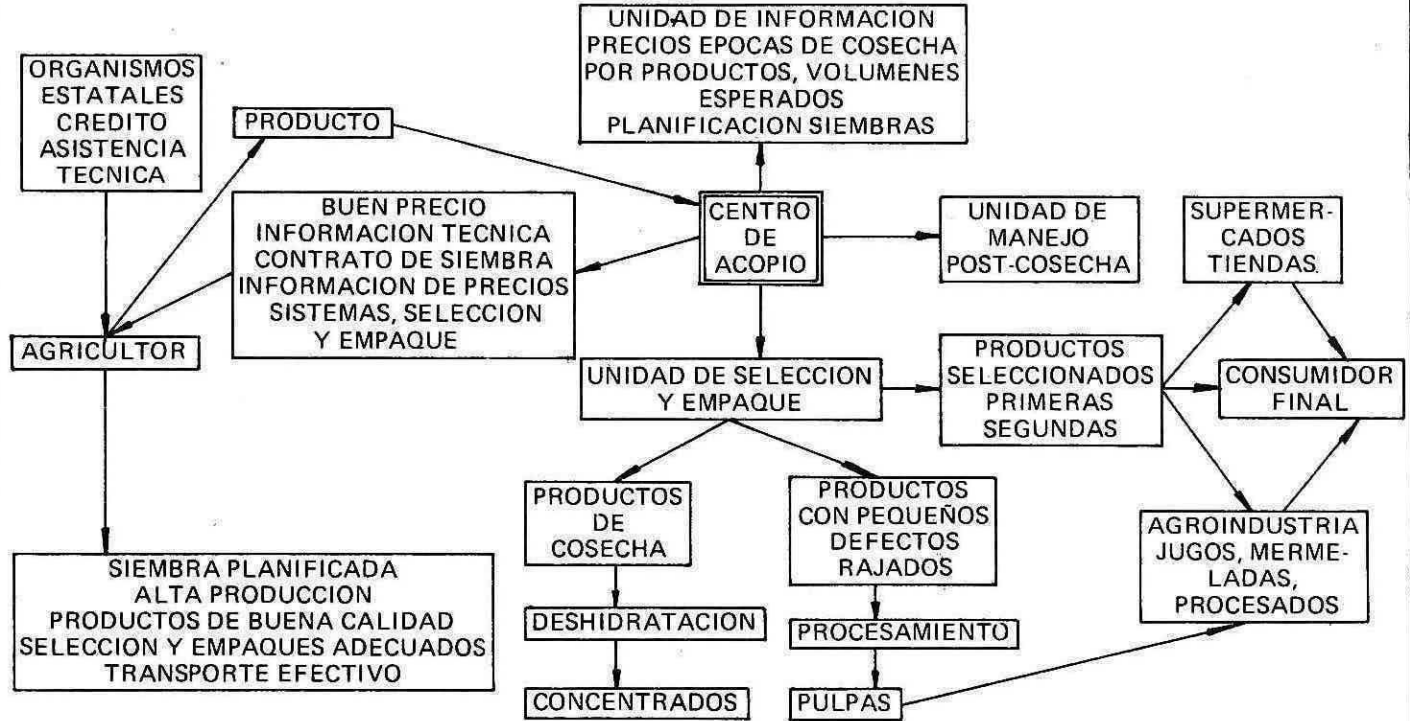 UNIDAD DE INFORMACION
PRECIOS EPOCAS DE COSECHA
POR PRODUCTOS, VOLUMENES
ESPERADOS
PLANIFICACION SIEMBRAS
ORGANISMOS
ESTATALES
CREDITO
ASISTENCIA
TECNICA
PRODUCTO
BUEN PRECIO
INFORMACION TECNICA
CONTRATO DE SIEMBRA
INFORMACION DE PRECIOS
SISTEMAS, SELECCION
Y EMPAQUE
CENTRO
DE
ACOPIO
UNIDAD DE
MANEJO
POST-COSECHA
SUPERMER-
CADOS
TIENDAS.
AGRICULTOR
UNIDAD DE SELECCION
Y EMPAQUE
PRODUCTOS
SELECCIONADOS
PRIMERAS
SEGUNDAS
CONSUMIDOR
FINAL
PRODUCTOS
DE
COSECHA
PRODUCTOS
CON PEQUEÑOS
DEFECTOS
RAJADOS
AGROINDUSTRIA
JUGOS, MERME-
LADAS,
PROCESADOS
SIEMBRA PLANIFICADA
ALTA PRODUCCION
PRODUCTOS DE BUENA CALIDAD
SELECCION Y EMPAQUES ADECUADOS
TRANSPORTE EFECTIVO
DESHIDRATACION
PROCESAMIENTO
CONCENTRADOS
PULPAS